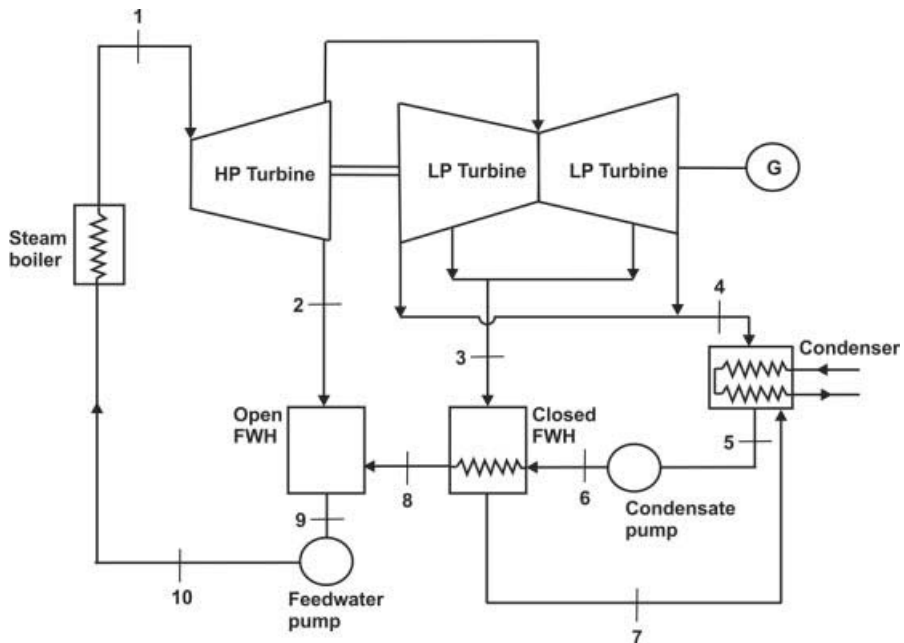 1
HP Turbine
LP Turbine
LP Turbine
G
Steam
boiler
2
3
4
Condenser
Open
FWH
Closed
FWH
5
8
6
9
Condensate
pump
10
Feedwater
pump
7